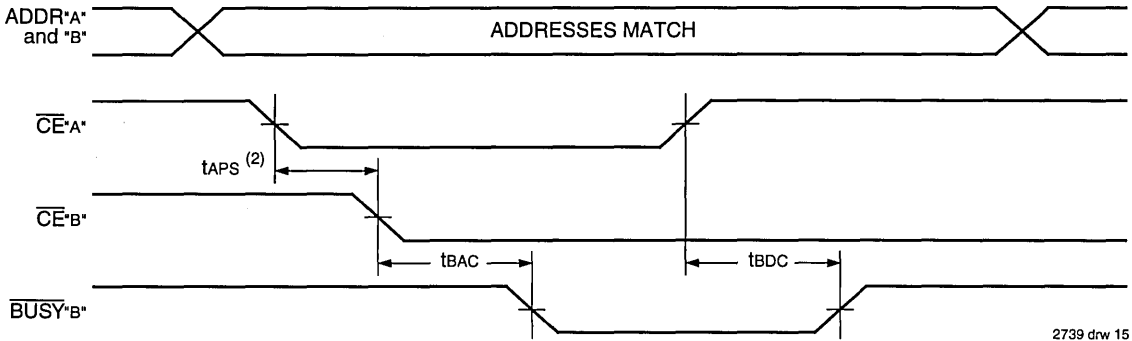 ADDR"A"
and "B"
ADDRESSES MATCH
CE"A"
tAPS (2)
CE"B"
tBAC
tBDC
BUSY"B"
2739 drw 15